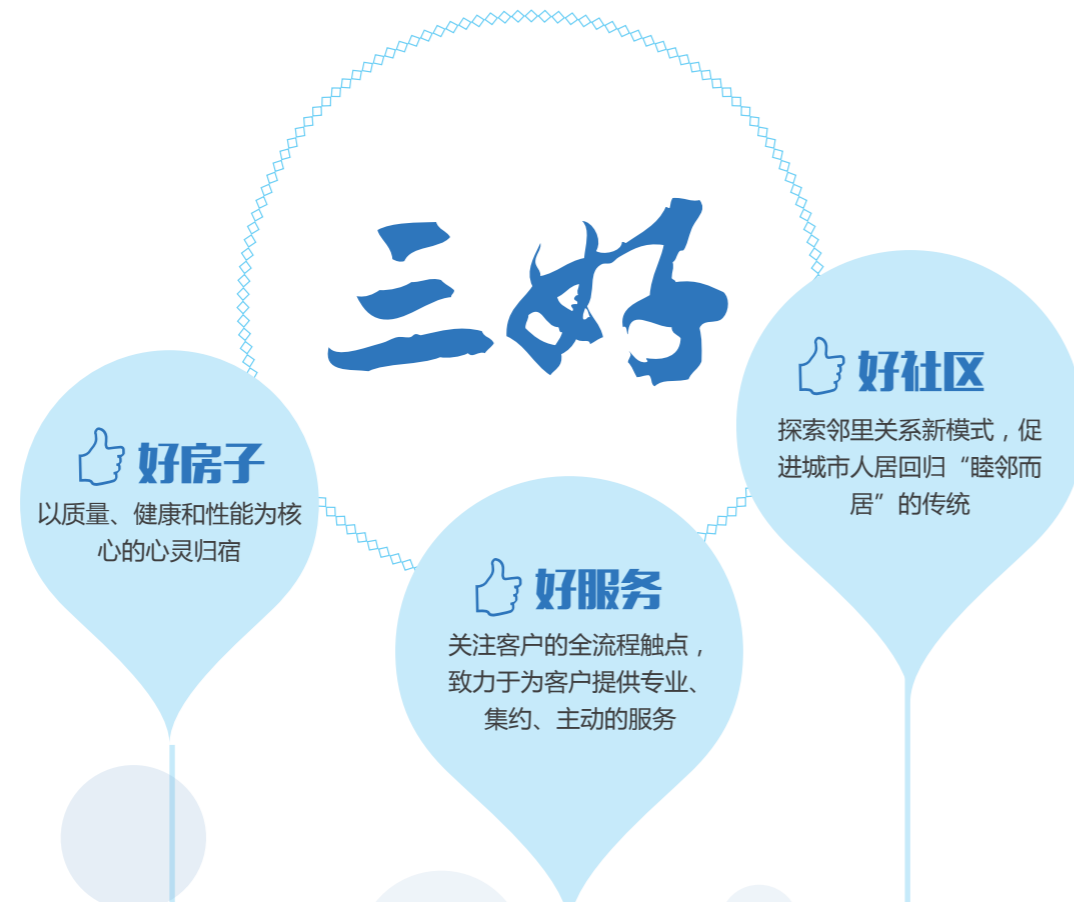 三好
好房子
以质量、健康和性能为核
心的心灵归宿
好服务
关注客户的全流程触点，
致力于为客户提供专业、
集约、主动的服务
好社区
探索邻里关系新模式，促
进城市人居回归“睦邻而
居”的传统